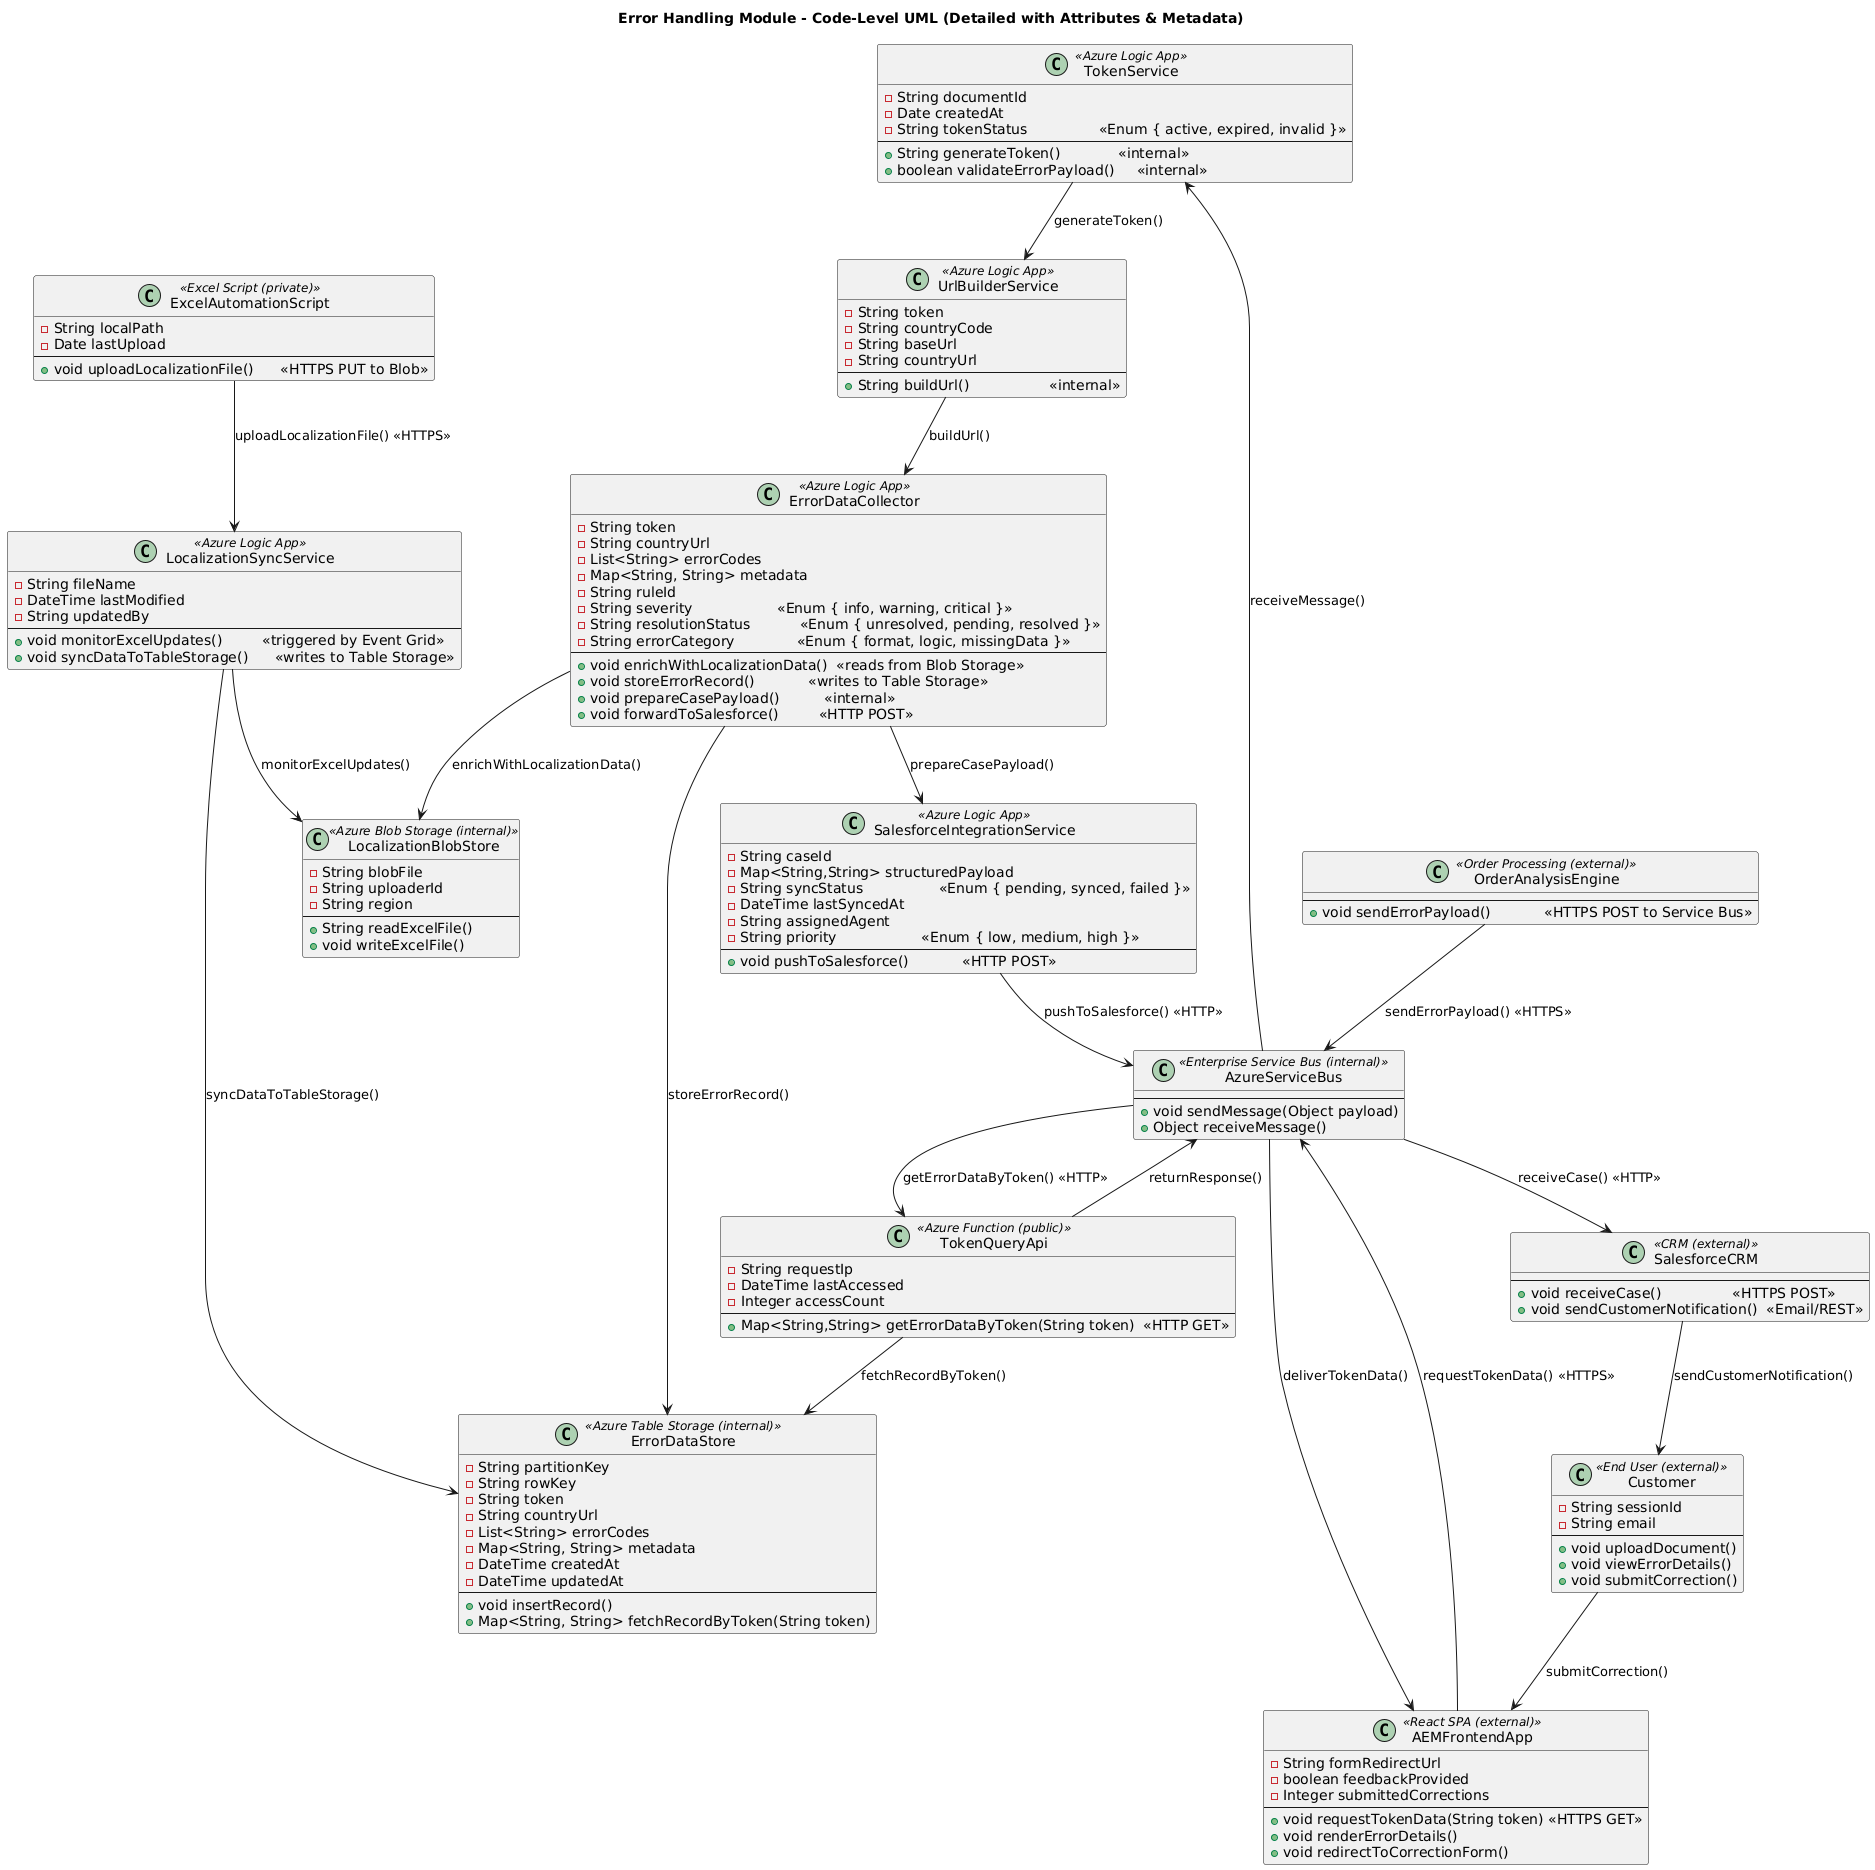 Error Handling Module - Code-Level UML (Detailed with Attributes & Metadata)
«Azure Logic App»
TokenService
String documentId
Date createdAt
String tokenStatus «Enum { active, expired, invalid }»
String generateToken() «internal»
boolean validateErrorPayload() «internal»
generateToken()
«Azure Logic App»
UrlBuilderService
String token
String countryCode
String baseUrl
String countryUrl
String buildUrl() «internal»
«Excel Script (private)»
ExcelAutomationScript
String localPath
Date lastUpload
void uploadLocalizationFile() «HTTPS PUT to Blob»
uploadLocalizationFile() «HTTPS»
buildUrl()
«Azure Logic App»
ErrorDataCollector
String token
String countryUrl
List<String> errorCodes
Map<String, String> metadata
String ruleId
String severity «Enum { info, warning, critical }»
String resolutionStatus «Enum { unresolved, pending, resolved }»
String errorCategory «Enum { format, logic, missingData }»
void enrichWithLocalizationData() «reads from Blob Storage»
void storeErrorRecord() «writes to Table Storage»
void prepareCasePayload() «internal»
void forwardToSalesforce() «HTTP POST»
receiveMessage()
«Azure Logic App»
LocalizationSyncService
String fileName
DateTime lastModified
String updatedBy
void monitorExcelUpdates() «triggered by Event Grid»
void syncDataToTableStorage() «writes to Table Storage»
monitorExcelUpdates()
enrichWithLocalizationData()
prepareCasePayload()
«Azure Blob Storage (internal)»
LocalizationBlobStore
String blobFile
String uploaderId
String region
String readExcelFile()
void writeExcelFile()
«Azure Logic App»
SalesforceIntegrationService
String caseId
Map<String,String> structuredPayload
String syncStatus «Enum { pending, synced, failed }»
DateTime lastSyncedAt
String assignedAgent
String priority «Enum { low, medium, high }»
void pushToSalesforce() «HTTP POST»
«Order Processing (external)»
OrderAnalysisEngine
void sendErrorPayload() «HTTPS POST to Service Bus»
pushToSalesforce() «HTTP»
sendErrorPayload() «HTTPS»
syncDataToTableStorage()
storeErrorRecord()
«Enterprise Service Bus (internal)»
AzureServiceBus
void sendMessage(Object payload)
Object receiveMessage()
getErrorDataByToken() «HTTP»
returnResponse()
receiveCase() «HTTP»
«Azure Function (public)»
TokenQueryApi
String requestIp
DateTime lastAccessed
Integer accessCount
Map<String,String> getErrorDataByToken(String token) «HTTP GET»
«CRM (external)»
SalesforceCRM
void receiveCase() «HTTPS POST»
void sendCustomerNotification() «Email/REST»
fetchRecordByToken()
deliverTokenData()
requestTokenData() «HTTPS»
sendCustomerNotification()
«Azure Table Storage (internal)»
ErrorDataStore
String partitionKey
String rowKey
String token
String countryUrl
List<String> errorCodes
Map<String, String> metadata
DateTime createdAt
DateTime updatedAt
void insertRecord()
Map<String, String> fetchRecordByToken(String token)
«End User (external)»
Customer
String sessionId
String email
void uploadDocument()
void viewErrorDetails()
void submitCorrection()
submitCorrection()
«React SPA (external)»
AEMFrontendApp
String formRedirectUrl
boolean feedbackProvided
Integer submittedCorrections
void requestTokenData(String token) «HTTPS GET»
void renderErrorDetails()
void redirectToCorrectionForm()